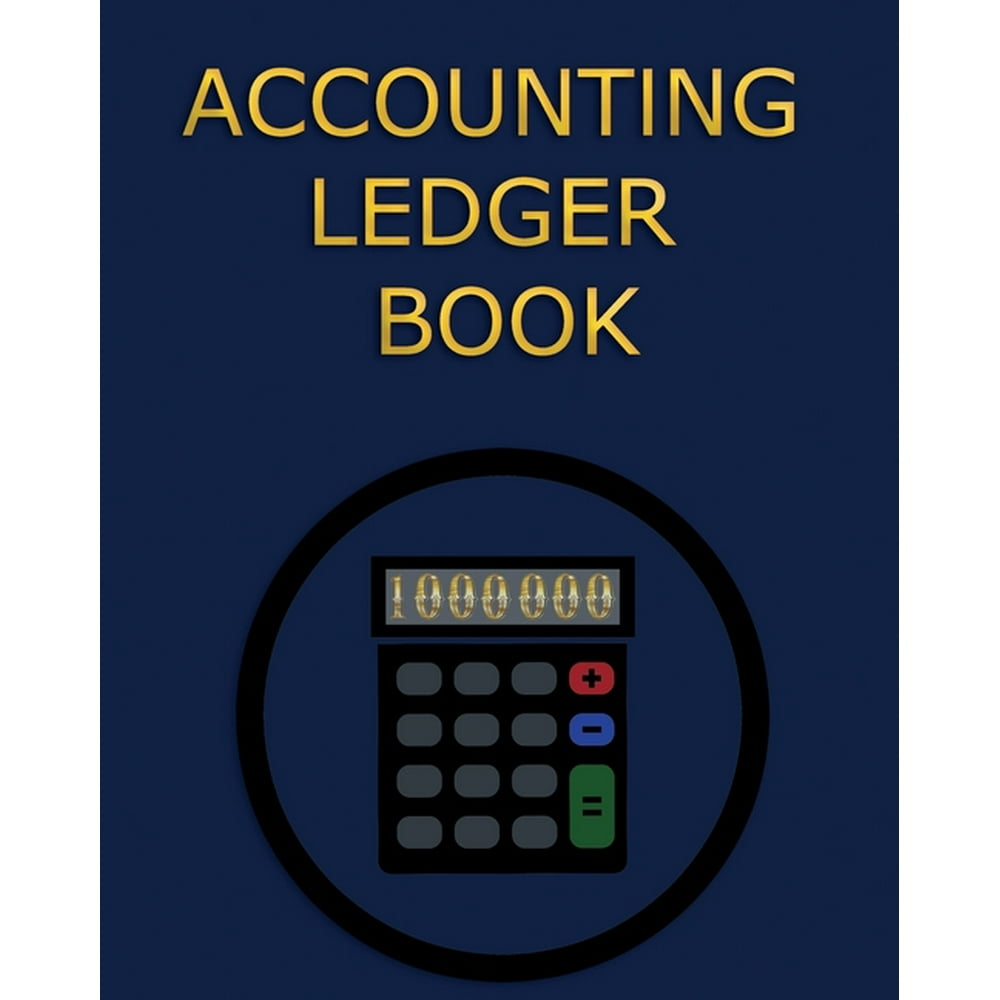 ACCOUNTING
LEDGER
BOOK
1000000
+
-
=